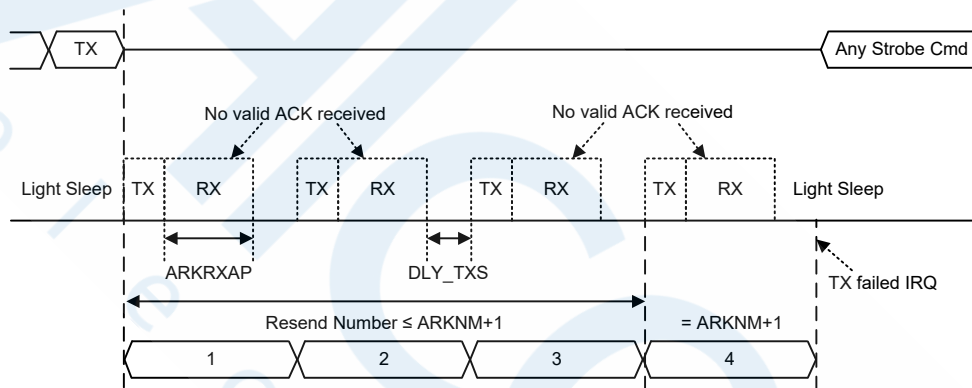 TX
Any Strobe Cmd
No valid ACK received
No valid ACK received
Light Sleep
TX
RX
TX
RX
TX
RX
TX
RX
Light Sleep
ARKRXAP
DLY_TXS
TX failed IRQ
Resend Number ≤ ARKNM+1
= ARKNM+1
1
2
3
4